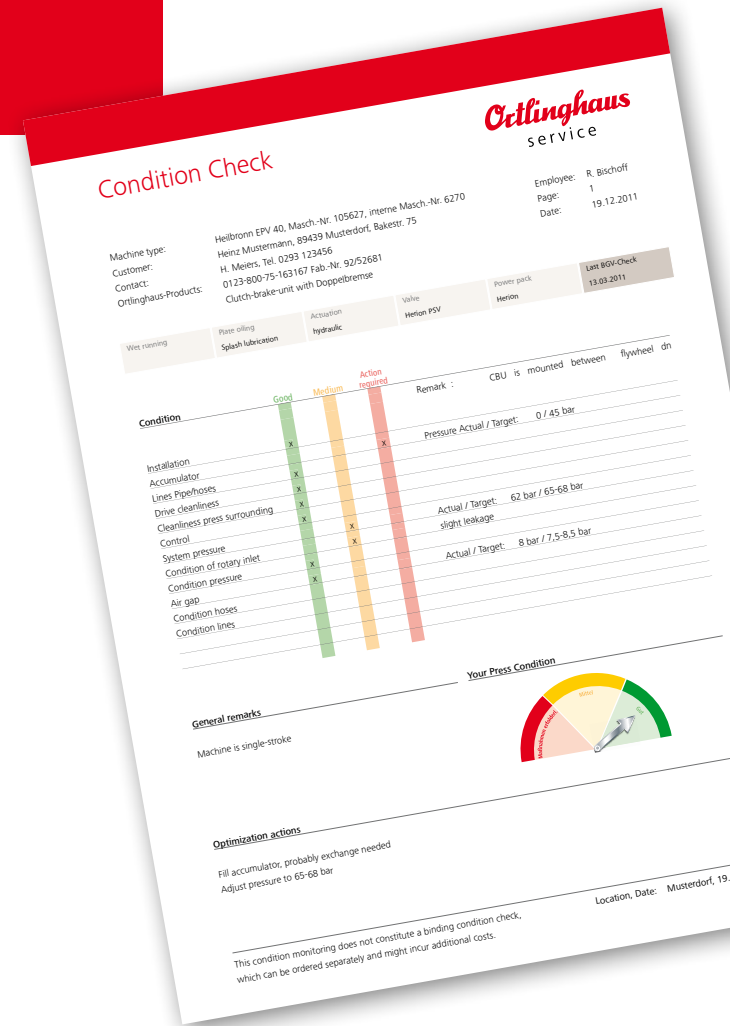 Ortlinghaus
service
Condition Check
Employee: R. Bischoff
Page: 1
Date: 19.12.2011
Machine type: Heilbronn EPV 40, Masch.-Nr. 105627, interne Masch.-Nr. 6270
Customer: Heinz Mustermann, 89439 Musterdorf, Bakestr. 75
Contact: H. Meiers, Tel. 0293 123456
Ortlinghaus-Products: 0123-800-75-163167 Fab.-Nr. 92/52681
Clutch-brake-unit with Doppelbremse
Wet running
Plate oiling
Splash lubrication
Actuation
hydraulic
Valve
Herion PSV
Power pack
Herion
Last BGV-Check
13.03.2011
Condition Good Medium Action required
Remark : CBU is mounted between flywheel dn
Installation x
Accumulator x Pressure Actual / Target: 0 / 45 bar
Lines Pipe/hoses x
Drive cleanliness x
Cleanliness press surrounding x
Control x
System pressure x Actual / Target: 62 bar / 65-68 bar
Condition of rotary inlet x slight leakage
Condition pressure x Actual / Target: 8 bar / 7,5-8,5 bar
Air gap x
Condition hoses
Condition lines
General remarks
Machine is single-stroke
Your Press Condition
Maßnahmen erforderl.
Mittel
Gut
Optimization actions
Fill accumulator, probably exchange needed
Adjust pressure to 65-68 bar
Location, Date: Musterdorf, 19.
This condition monitoring does not constitute a binding condition check,
which can be ordered separately and might incur additional costs.